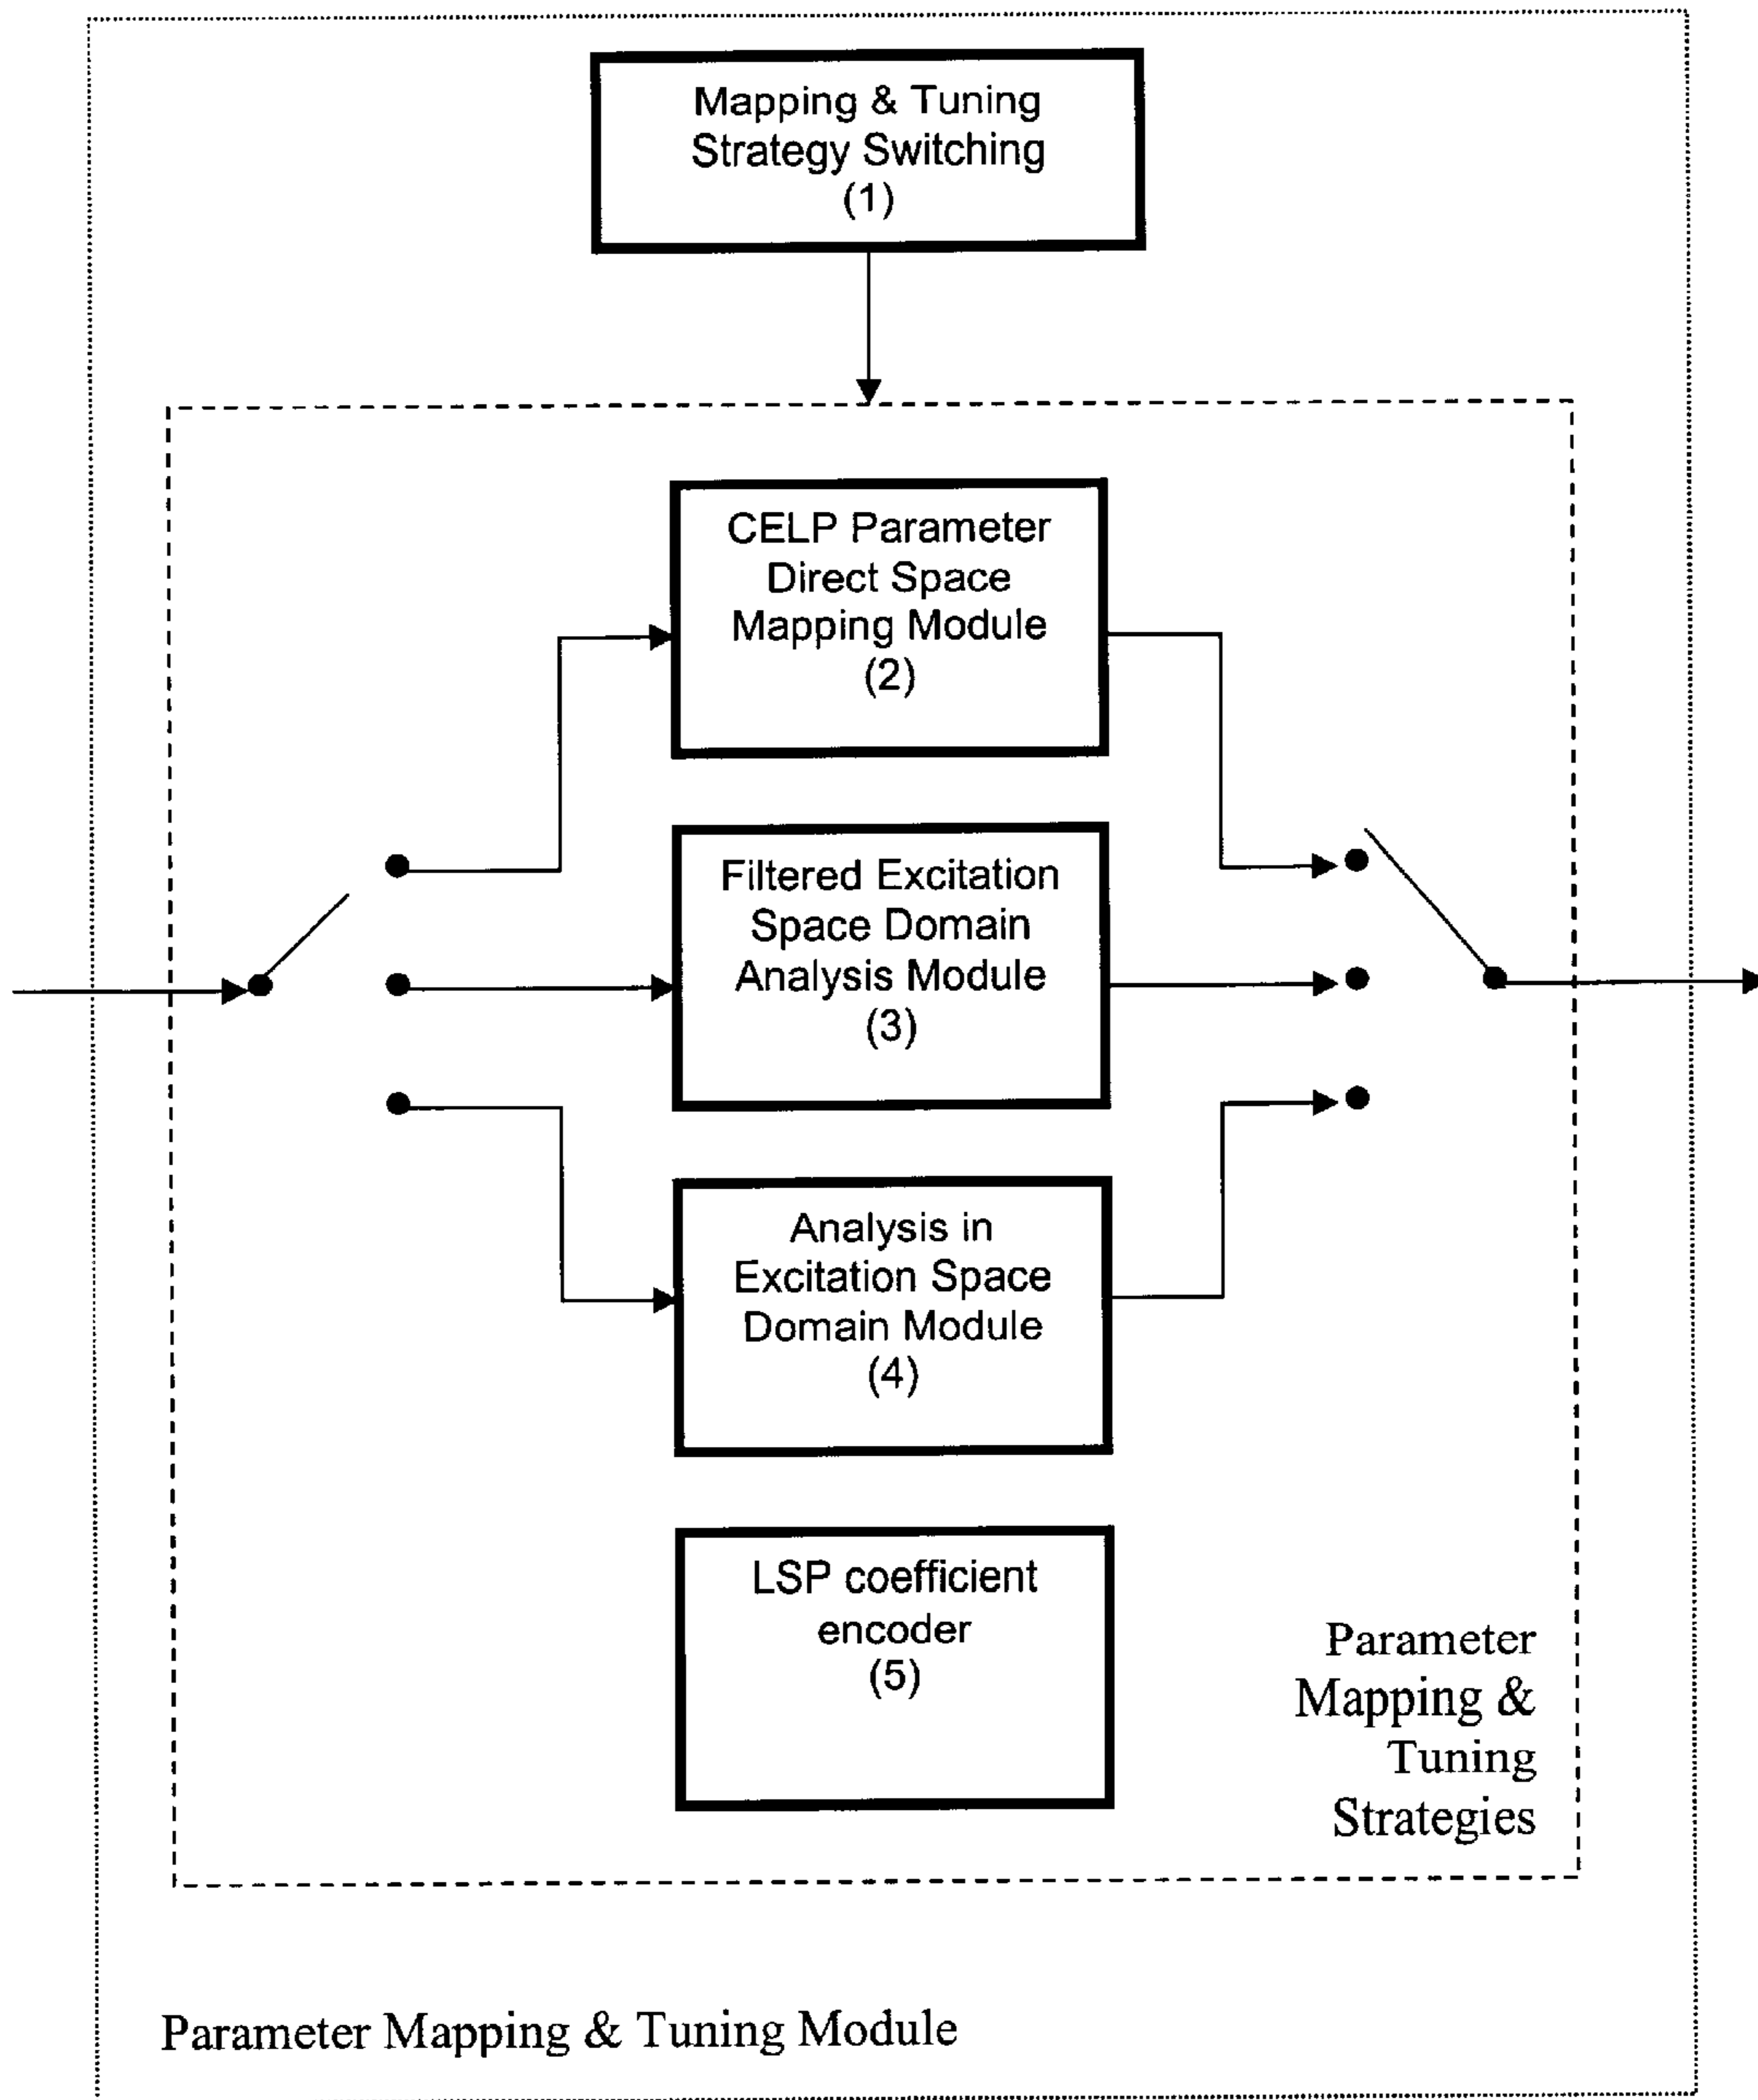 Mapping & Tuning
Strategy Switching
(1)
CELP Parameter
Direct Space
Mapping Module
(2)
Filtered Excitation
Space Domain
Analysis Module
(3)
Analysis in
Excitation Space
Domain Module
(4)
LSP coefficient
encoder
(5)
Parameter
Mapping &
Tuning
Strategies
Parameter Mapping & Tuning Module